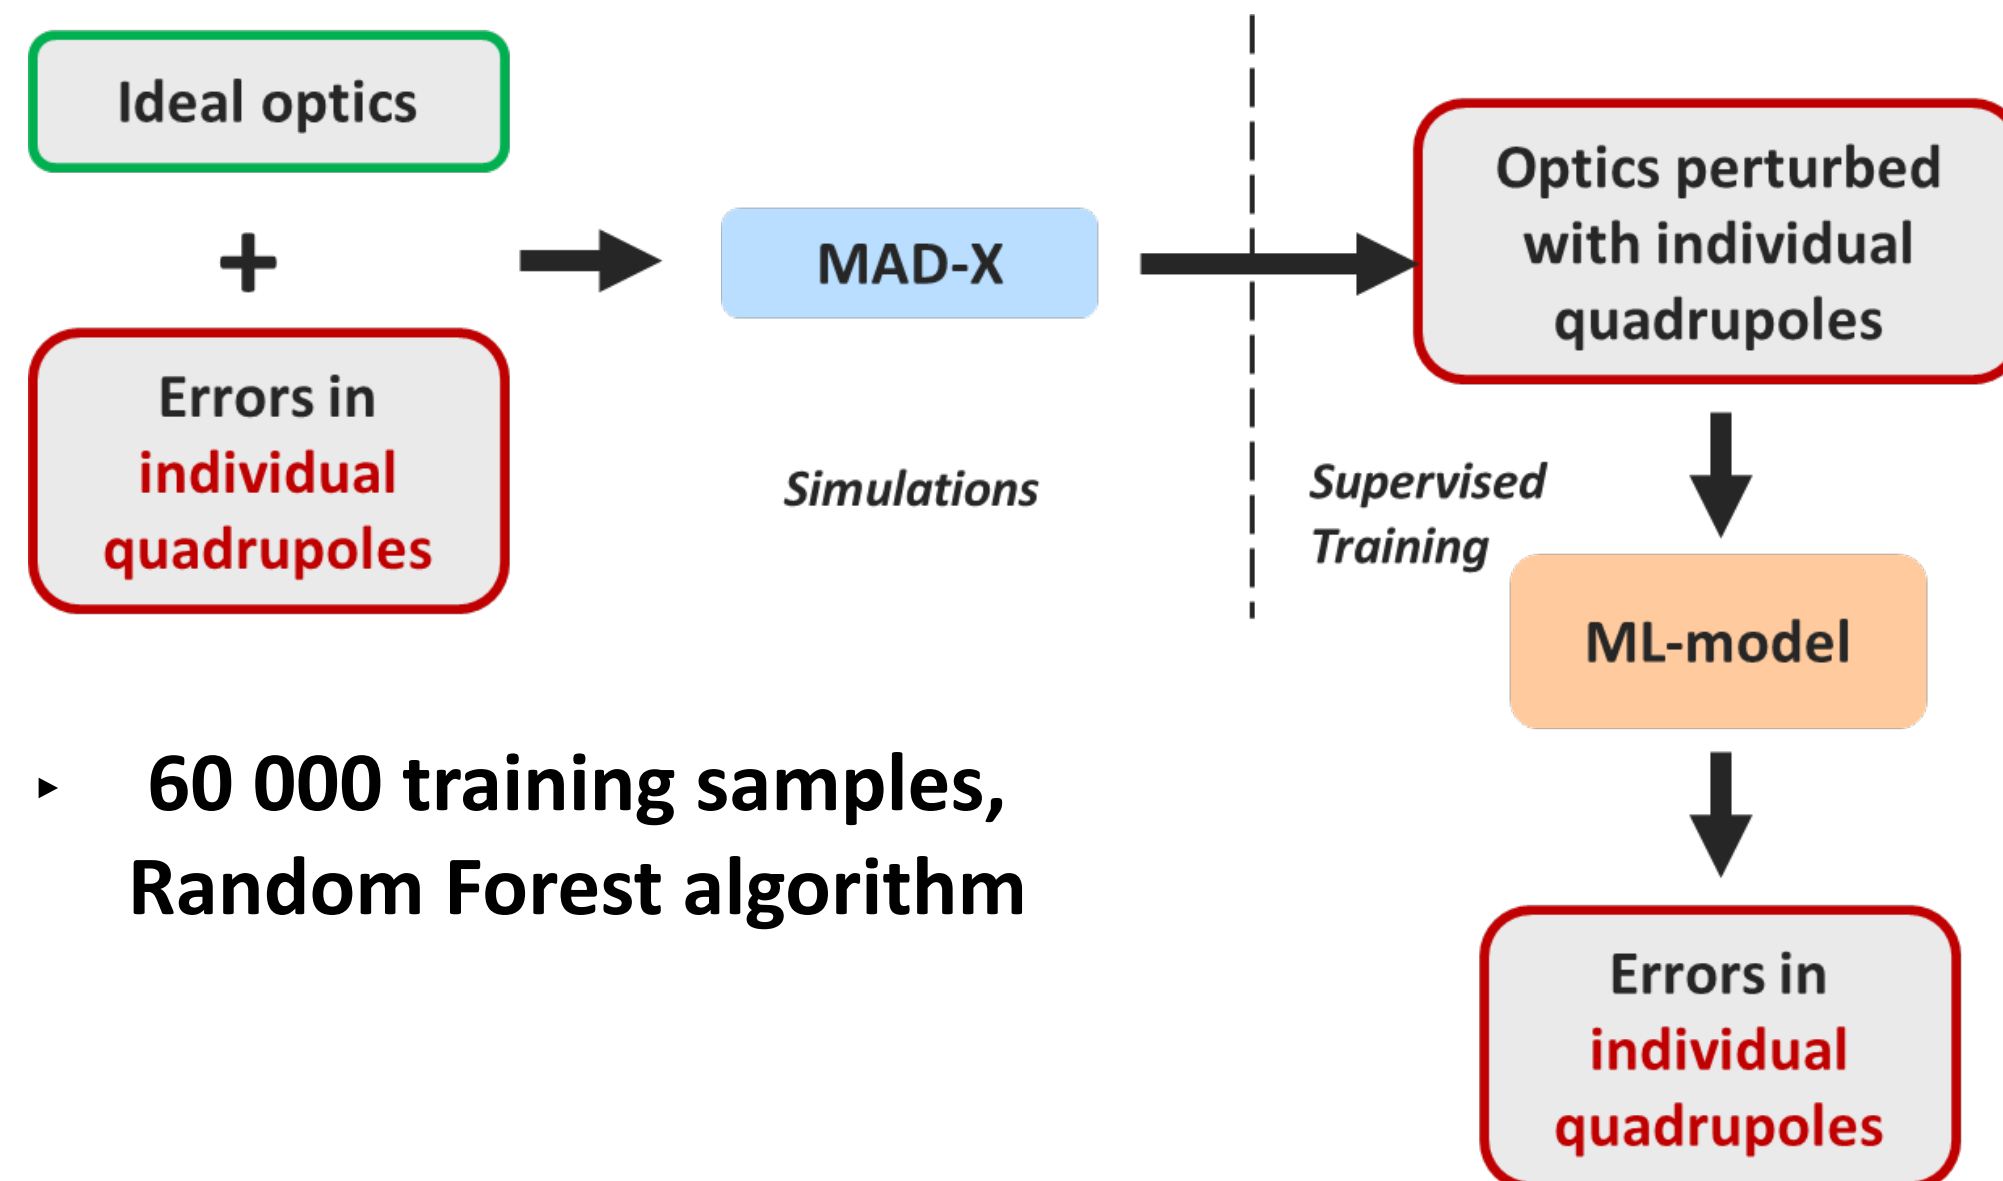 Ideal optics
+
Errors in
individual
quadrupoles
MAD-X
Simulations
Optics perturbed
with individual
quadrupoles
Supervised
Training
ML-model
Errors in
individual
quadrupoles
‣ 60 000 training samples,
Random Forest algorithm